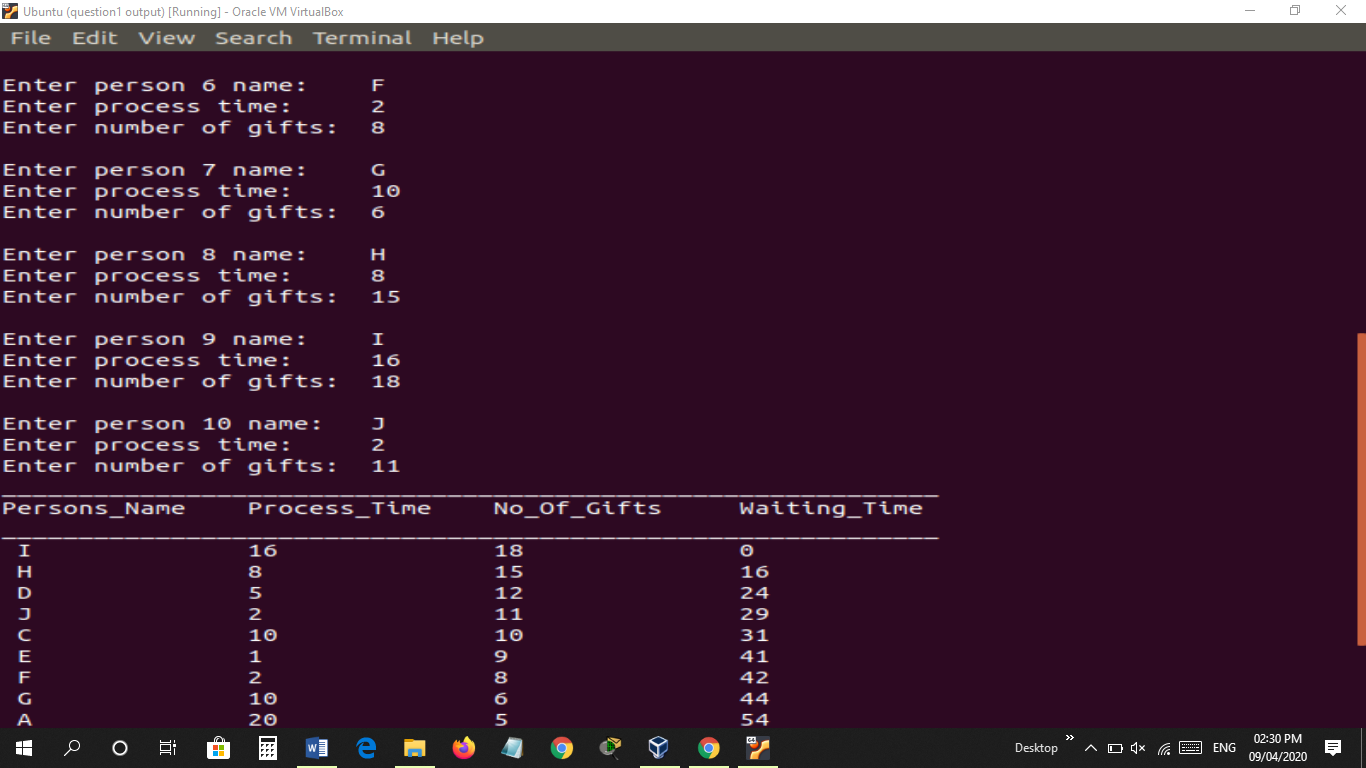 Ubuntu (question1 output) [Running] - Oracle VM VirtualBox
File Edit View Search Terminal Help
Enter person 6 name: F
Enter process time: 2
Enter number of gifts: 8
Enter person 7 name: G
Enter process time: 10
Enter number of gifts: 6
Enter person 8 name: H
Enter process time: 8
Enter number of gifts: 15
Enter person 9 name: I
Enter process time: 16
Enter number of gifts: 18
Enter person 10 name: J
Enter process time: 2
Enter number of gifts: 11
Persons_Name Process_Time No_Of_Gifts Waiting_Time
I 16 18 0
H 8 15 16
D 5 12 24
J 2 11 29
C 10 10 31
E 1 9 41
F 2 8 42
G 10 6 44
A 20 5 54
Desktop » ENG 02:30 PM
09/04/2020